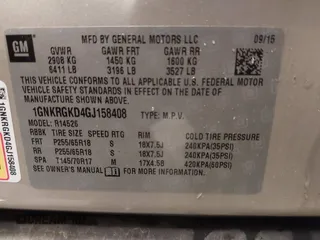 GM
MFD BY GENERAL MOTORS LLC 09/15
GVWR GAWR FRT GAWR RR
2908 KG 1450 KG 1600 KG
6411 LB 3196 LB 3527 LB
THIS VEHICLE CONFORMS TO ALL APPLICABLE U.S. FEDERAL MOTOR
VEHICLE SAFETY STANDARDS IN EFFECT ON THE DATE OF
MANUFACTURE SHOWN ABOVE.
1GNKRGKD4GJ158408 TYPE: M.P.V.
MODEL: R14526
RBBK TIRE SIZE SPEED RTG RIM COLD TIRE PRESSURE
FRT P255/65R18 S 18X7.5J 240KPA(35PSI)
RR P255/65R18 S 18X7.5J 240KPA(35PSI)
SPA T145/70R17 M 17X4.5B 420KPA(60PSI)
SEE OWNER'S MANUAL FOR ADDITIONAL INFORMATION.
1GNKRGKD4GJ158408